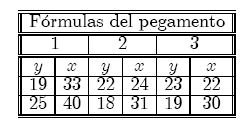 Fórmulas del pegamento
1 2 3
y x y x y x
19 33 22 24 23 22
25 40 18 31 19 30